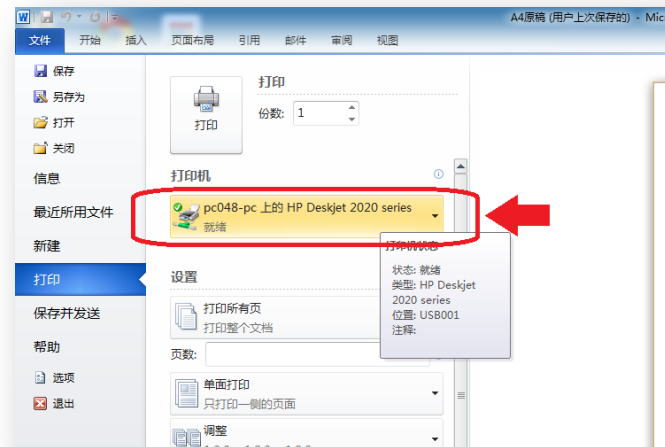 A4原稿 (用户上次保存的) - Mic
文件 开始 插入 页面布局 引用 邮件 审阅 视图
保存
另存为
打开
关闭
信息
最近所用文件
新建
打印
保存并发送
帮助
选项
退出
打印
打印
份数: 1
打印机
pc048-pc 上的 HP Deskjet 2020 series
就绪
打印机状态
状态: 就绪
类型: HP Deskjet
2020 series
位置: USB001
注释:
设置
打印所有页
打印整个文档
页数:
单面打印
只打印一侧的页面
调整